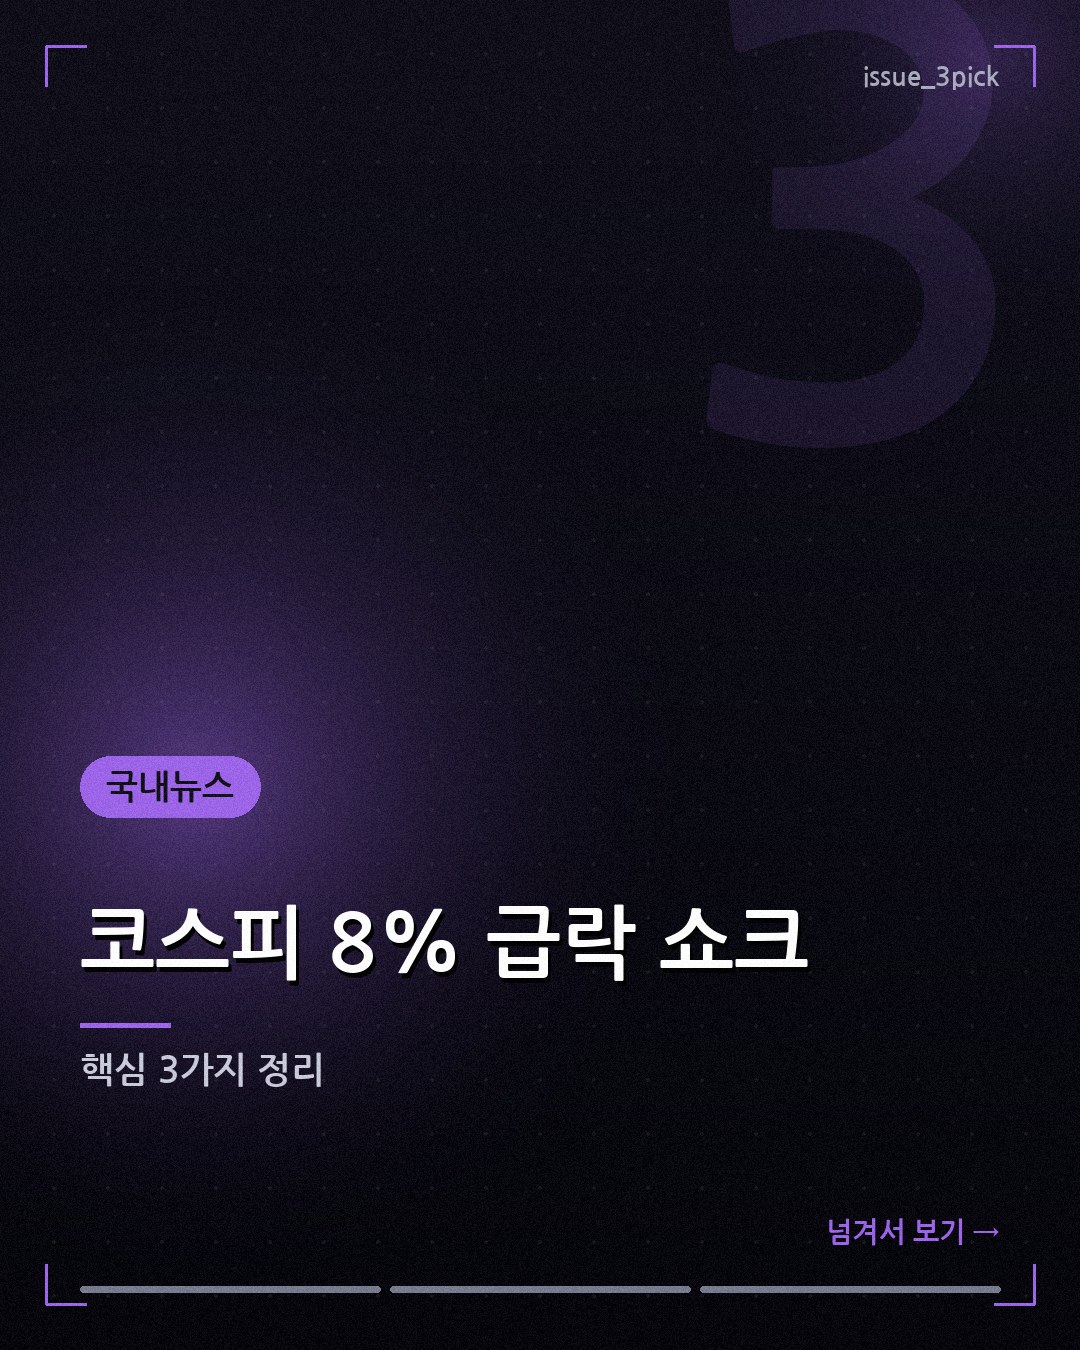 issue_3pick
3
국내뉴스
코스피 8% 급락 쇼크
핵심 3가지 정리
넘겨서 보기 →